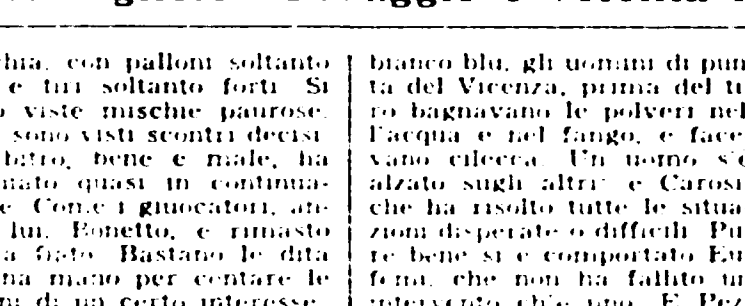 chia, con palloni soltanto
e tiri soltanto forti Si
o viste mischie paurose.
sono visti scontri decisi
bitro, bene e male, ha
nato quasi in continua-
e Come i giuocatori, an-
lui, Bonetto, e rimasto
a fiato Bastano le dita
na mano per contare le
ni di un certo interesse
bianco blu, gli uomini di pun
ta del Vicenza, prima del ti
ro bagnavano le polveri nel
l'acqua e nel fango, e face
vano cilecca Un uomo s'è
alzato sugli altri: e Carosi
che ha risolto tutte le situa
zioni disperate o difficili Pu
re bene si e comportato Eu
femi, che non ha fallito un
intervento ch'e uno E Pez